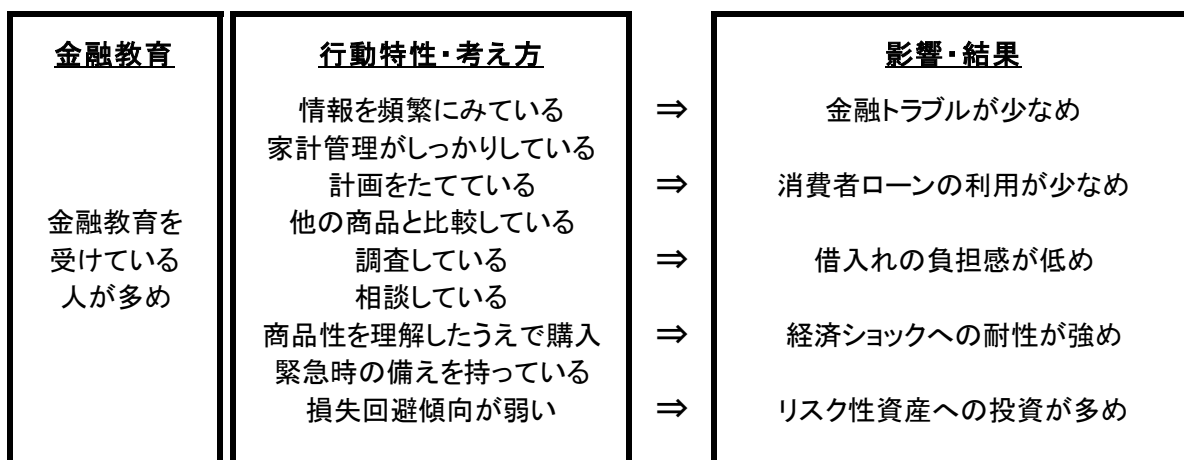 金融教育
金融教育を
受けている
人が多め
行動特性・考え方
情報を頻繁にみている
家計管理がしっかりしている
計画をたてている
他の商品と比較している
調査している
相談している
商品性を理解したうえで購入
緊急時の備えを持っている
損失回避傾向が弱い
⇒
⇒
⇒
⇒
⇒
影響・結果
金融トラブルが少なめ
消費者ローンの利用が少なめ
借入れの負担感が低め
経済ショックへの耐性が強め
リスク性資産への投資が多め